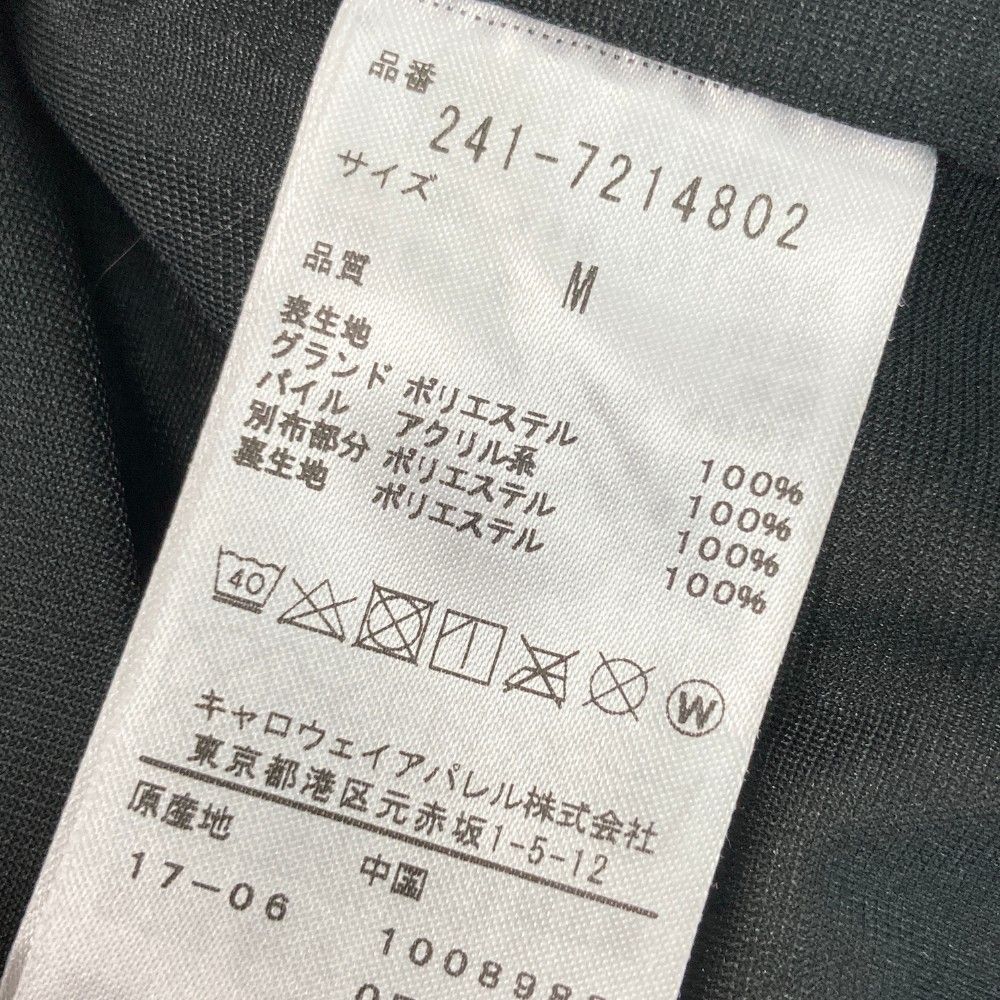 品番
241-7214802
サイズ
M
品質
表生地
グランド ポリエステル 100%
パイル アクリル系 100%
別布部分 ポリエステル 100%
裏生地 ポリエステル 100%
40
W
キャロウェイアパレル株式会社
東京都港区元赤坂1-5-12
原産地 中国
17-06